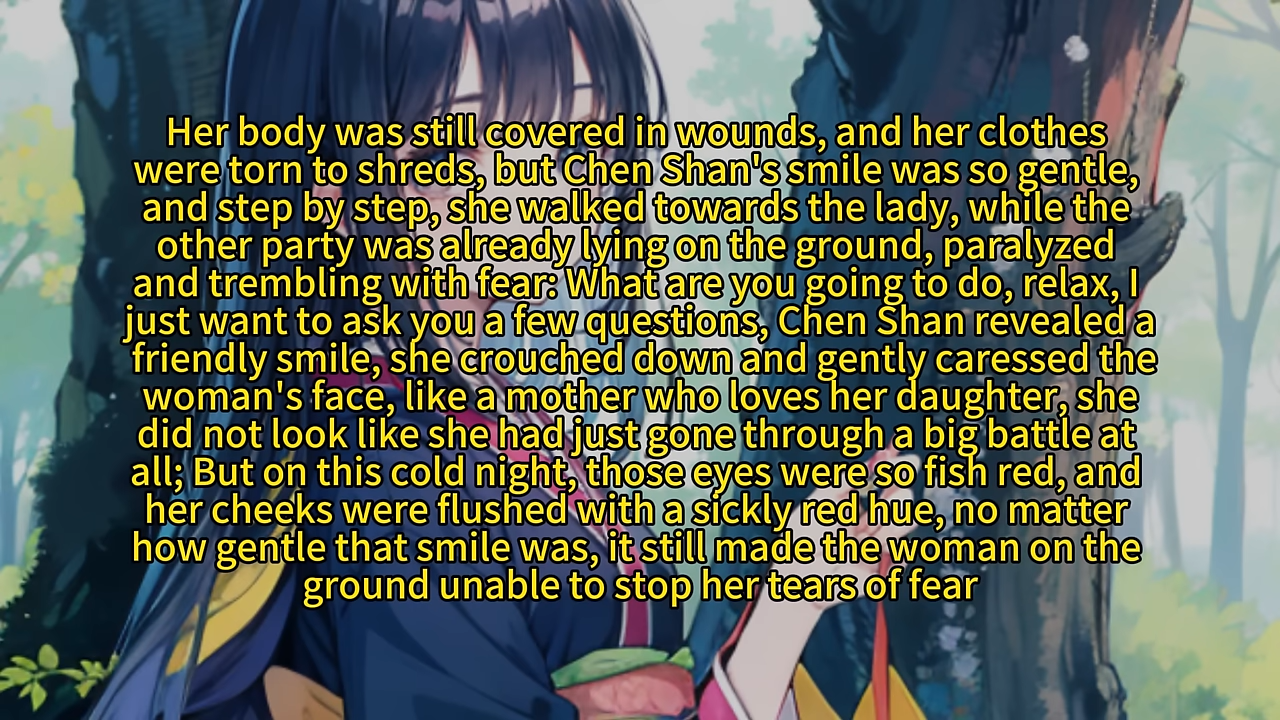 Her body was still covered in wounds, and her clothes
were torn to shreds, but Chen Shan's smile was so gentle,
and step by step, she walked towards the lady, while the
other party was already lying on the ground, paralyzed
and trembling with fear: What are you going to do, relax, I
just want to ask you a few questions, Chen Shan revealed a
friendly smile, she crouched down and gently caressed the
woman's face, like a mother who loves her daughter, she
did not look like she had just gone through a big battle at
all; But on this cold night, those eyes were so fish red, and
her cheeks were flushed with a sickly red hue, no matter
how gentle that smile was, it still made the woman on the
ground unable to stop her tears of fear